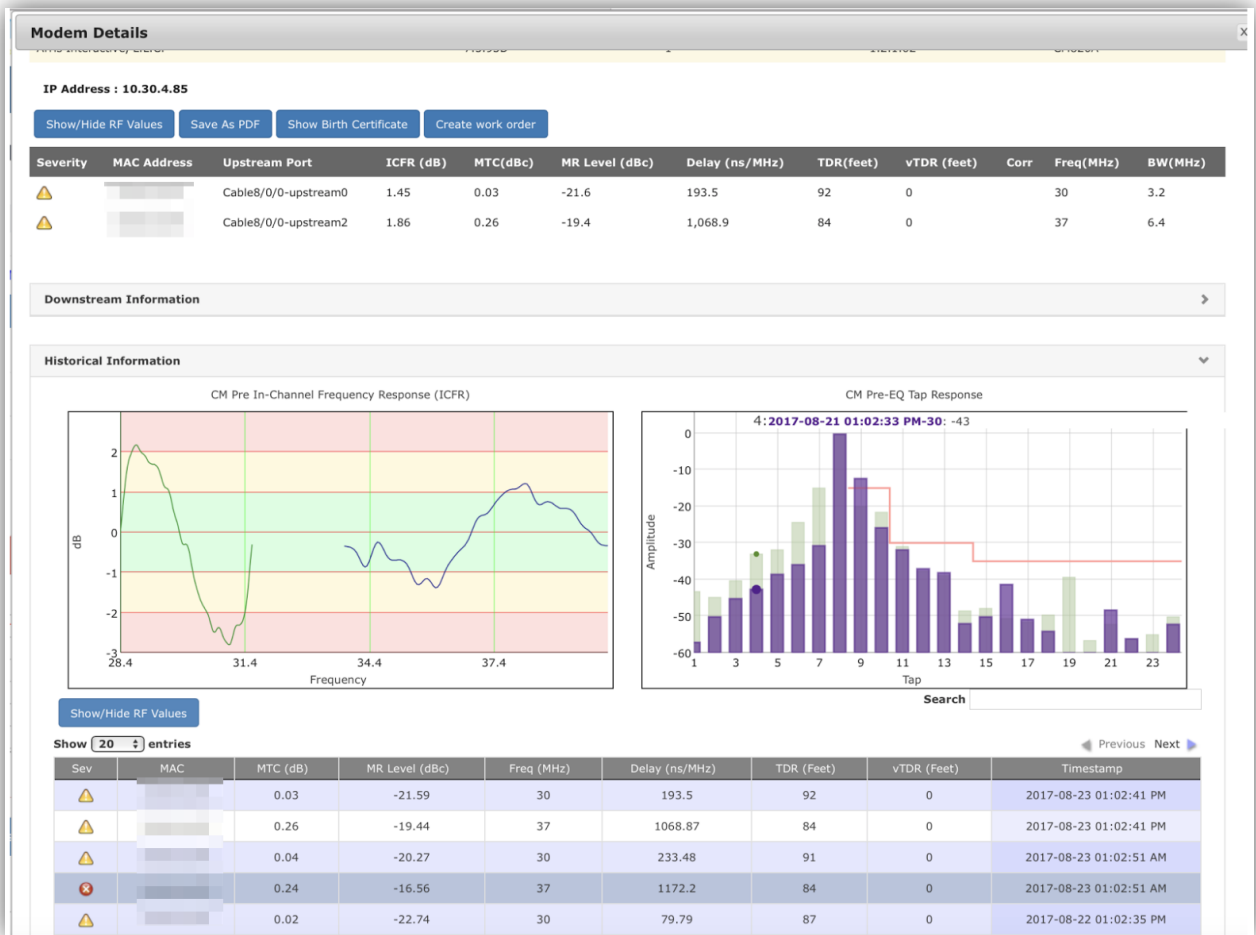 Modem Details
X
IP Address : 10.30.4.85
Show/Hide RF Values Save As PDF Show Birth Certificate Create work order
Severity MAC Address Upstream Port ICFR (dB) MTC(dBc) MR Level (dBc) Delay (ns/MHz) TDR(feet) vTDR (feet) Corr Freq(MHz) BW(MHz)
Cable8/0/0-upstream0 1.45 0.03 -21.6 193.5 92 0 30 3.2
Cable8/0/0-upstream2 1.86 0.26 -19.4 1,068.9 84 0 37 6.4
Downstream Information
Historical Information
CM Pre In-Channel Frequency Response (ICFR)
2
1
0
-1
-2
-3
dB
28.4 31.4 34.4 37.4
Frequency
CM Pre-EQ Tap Response
4:2017-08-21 01:02:33 PM-30: -43
0
-10
-20
-30
-40
-50
-60
Amplitude
1 3 5 7 9 11 13 15 17 19 21 23
Tap
Search
Show/Hide RF Values
Show 20 entries
Previous Next
Sev MAC MTC (dB) MR Level (dBc) Freq (MHz) Delay (ns/MHz) TDR (Feet) vTDR (Feet) Timestamp
0.03 -21.59 30 193.5 92 0 2017-08-23 01:02:41 PM
0.26 -19.44 37 1068.87 84 0 2017-08-23 01:02:41 PM
0.04 -20.27 30 233.48 91 0 2017-08-23 01:02:51 AM
0.24 -16.56 37 1172.2 84 0 2017-08-23 01:02:51 AM
0.02 -22.74 30 79.79 87 0 2017-08-22 01:02:35 PM